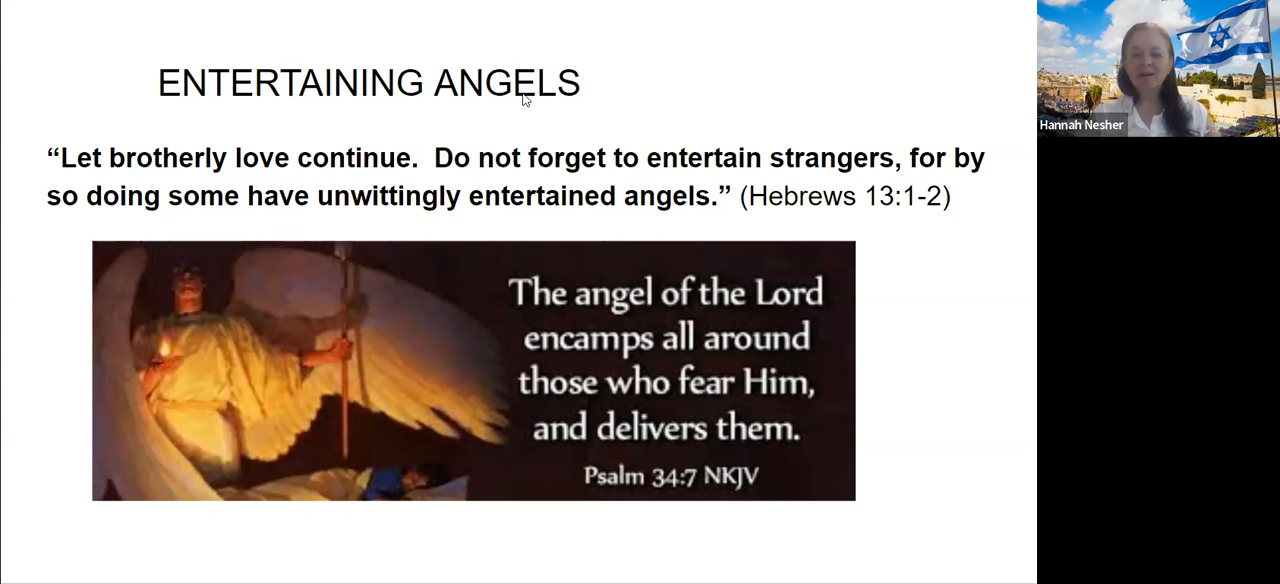 ENTERTAINING ANGELS
“Let brotherly love continue.  Do not forget to entertain strangers, for by
so doing some have unwittingly entertained angels.” (Hebrews 13:1-2)
The angel of the Lord
encamps all around
those who fear Him,
and delivers them.
Psalm 34:7 NKJV
Hannah Nesher